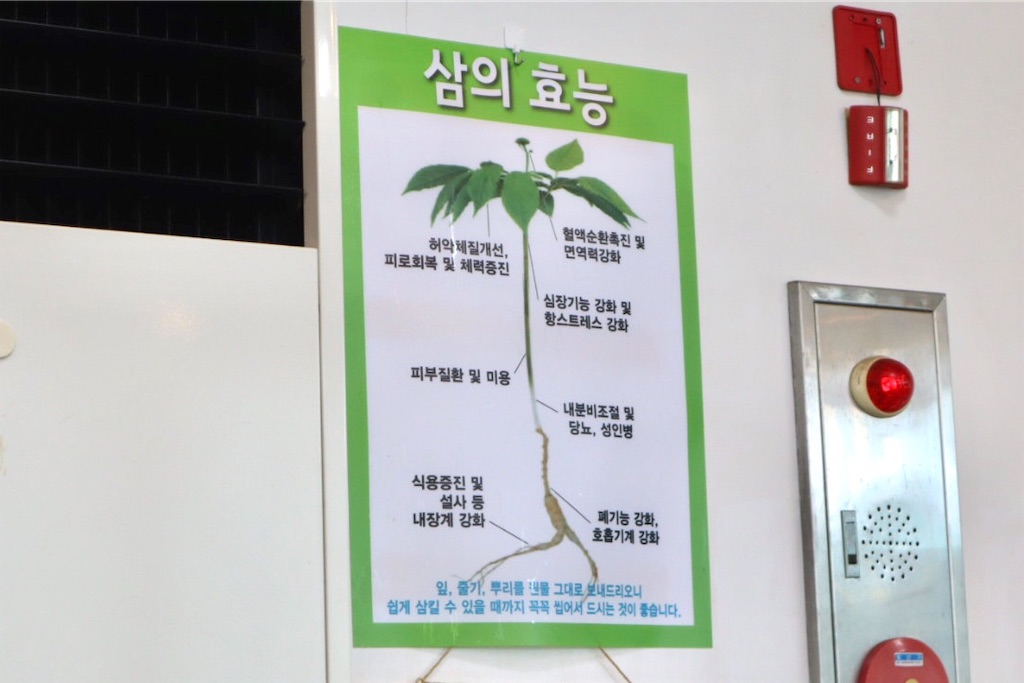 삼의 효능
허약체질개선,
피로회복 및 체력증진
혈액순환촉진 및
면역력강화
심장기능 강화 및
항스트레스 강화
피부질환 및 미용
내분비조절 및
당뇨, 성인병
식용증진 및
설사 등
내장계 강화
폐기능 강화,
호흡기계 강화
잎, 줄기, 뿌리를 그대로 보내드리오니
쉽게 삼킬 수 있을 때까지 꼭꼭 씹어서 드시는 것이 좋습니다.